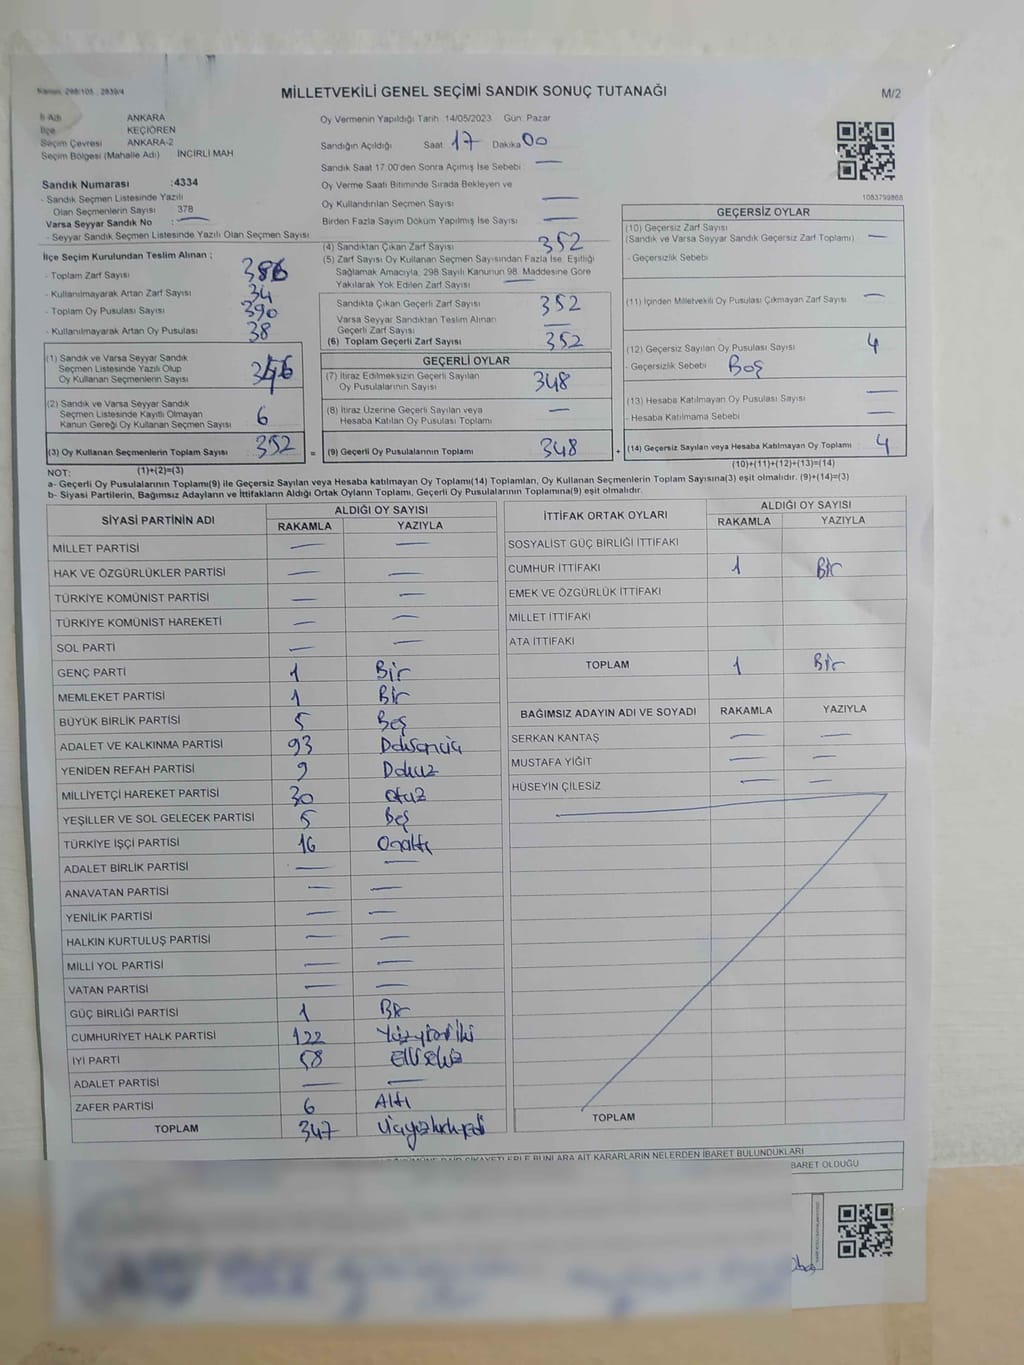 Kanun: 298/105 , 2839/4
MİLLETVEKİLİ GENEL SEÇİMİ SANDIK SONUÇ TUTANAĞI
M/2
İl Adı ANKARA
İlçe KEÇİÖREN
Seçim Çevresi ANKARA-2
Seçim Bölgesi (Mahalle Adı) İNCİRLİ MAH
Sandık Numarası :4334
- Sandık Seçmen Listesinde Yazılı
Olan Seçmenlerin Sayısı 378
Varsa Seyyar Sandık No : —
- Seyyar Sandık Seçmen Listesinde Yazılı Olan Seçmen Sayısı
İlçe Seçim Kurulundan Teslim Alınan ;
- Toplam Zarf Sayısı 386
- Kullanılmayarak Artan Zarf Sayısı 34
- Toplam Oy Pusulası Sayısı 390
- Kullanılmayarak Artan Oy Pusulası 38
(1) Sandık ve Varsa Seyyar Sandık
Seçmen Listesinde Yazılı Olup
Oy Kullanan Seçmenlerin Sayısı 346
(2) Sandık ve Varsa Seyyar Sandık
Seçmen Listesinde Kayıtlı Olmayan
Kanun Gereği Oy Kullanan Seçmen Sayısı 6
(3) Oy Kullanan Seçmenlerin Toplam Sayısı 352
Oy Vermenin Yapıldığı Tarih 14/05/2023 Gün: Pazar
Sandığın Açıldığı Saat 17 Dakika 00
Sandık Saat 17:00'den Sonra Açımış İse Sebebi : —
Oy Verme Saati Bitiminde Sırada Bekleyen ve
Oy Kullandırılan Seçmen Sayısı —
Birden Fazla Sayım Döküm Yapılmış İse Sayısı —
(4) Sandıktan Çıkan Zarf Sayısı 352
(5) Zarf Sayısı Oy Kullanan Seçmen Sayısından Fazla İse, Eşitliği
Sağlamak Amacıyla, 298 Sayılı Kanunun 98. Maddesine Göre
Yakılarak Yok Edilen Zarf Sayısı —
Sandıkta Çıkan Geçerli Zarf Sayısı 352
Varsa Seyyar Sandıktan Teslim Alınan
Geçerli Zarf Sayısı —
(6) Toplam Geçerli Zarf Sayısı 352
GEÇERLİ OYLAR
(7) İtiraz Edilmeksizin Geçerli Sayılan
Oy Pusulalarının Sayısı 348
(8) İtiraz Üzerine Geçerli Sayılan veya
Hesaba Katılan Oy Pusulası Toplamı —
= (9) Geçerli Oy Pusulalarının Toplamı 348 +
1083799868
GEÇERSİZ OYLAR
(10) Geçersiz Zarf Sayısı
(Sandık ve Varsa Seyyar Sandık Geçersiz Zarf Toplamı) —
- Geçersizlik Sebebi
(11) İçinden Milletvekili Oy Pusulası Çıkmayan Zarf Sayısı —
(12) Geçersiz Sayılan Oy Pusulası Sayısı 4
- Geçersizlik Sebebi Boş
(13) Hesaba Katılmayan Oy Pusulası Sayısı —
- Hesaba Katılmama Sebebi —
(14) Geçersiz Sayılan veya Hesaba Katılmayan Oy Toplamı 4
NOT: (1)+(2)=(3) (10)+(11)+(12)+(13)=(14)
a- Geçerli Oy Pusulalarının Toplamı(9) ile Geçersiz Sayılan veya Hesaba katılmayan Oy Toplamı(14) Toplamları, Oy Kullanan Seçmenlerin Toplam Sayısına(3) eşit olmalıdır. (9)+(14)=(3)
b- Siyasi Partilerin, Bağımsız Adayların ve İttifakların Aldığı Ortak Oyların Toplamı, Geçerli Oy Pusulalarının Toplamına(9) eşit olmalıdır.
SİYASİ PARTİNİN ADI ALDIĞI OY SAYISI
RAKAMLA YAZIYLA
MİLLET PARTİSİ — —
HAK VE ÖZGÜRLÜKLER PARTİSİ — —
TÜRKİYE KOMÜNİST PARTİSİ — —
TÜRKİYE KOMÜNİST HAREKETİ — —
SOL PARTİ — —
GENÇ PARTİ 1 Bir
MEMLEKET PARTİSİ 1 Bir
BÜYÜK BİRLİK PARTİSİ 5 Beş
ADALET VE KALKINMA PARTİSİ 93 Doksanüç
YENİDEN REFAH PARTİSİ 9 Dokuz
MİLLİYETÇİ HAREKET PARTİSİ 30 otuz
YEŞİLLER VE SOL GELECEK PARTİSİ 5 Beş
TÜRKİYE İŞÇİ PARTİSİ 16 Onaltı
ADALET BİRLİK PARTİSİ — —
ANAVATAN PARTİSİ — —
YENİLİK PARTİSİ — —
HALKIN KURTULUŞ PARTİSİ — —
MİLLİ YOL PARTİSİ — —
VATAN PARTİSİ — —
GÜÇ BİRLİĞİ PARTİSİ 1 Bir
CUMHURİYET HALK PARTİSİ 122 Yüzyirmiiki
İYİ PARTİ 58 Ellisekiz
ADALET PARTİSİ — —
ZAFER PARTİSİ 6 Altı
TOPLAM 347 Üçyüzkırkyedi
İTTİFAK ORTAK OYLARI ALDIĞI OY SAYISI
RAKAMLA YAZIYLA
SOSYALİST GÜÇ BİRLİĞİ İTTİFAKI
CUMHUR İTTİFAKI 1 Bir
EMEK VE ÖZGÜRLÜK İTTİFAKI
MİLLET İTTİFAKI
ATA İTTİFAKI
TOPLAM 1 Bir
BAĞIMSIZ ADAYIN ADI VE SOYADI RAKAMLA YAZIYLA
SERKAN KANTAŞ — —
MUSTAFA YİĞİT — —
HÜSEYİN ÇİLESİZ — —
TOPLAM
ARA AİT KARARLARIN NELERDEN İBARET BULUNDUKLARI
BARET OLDUĞU